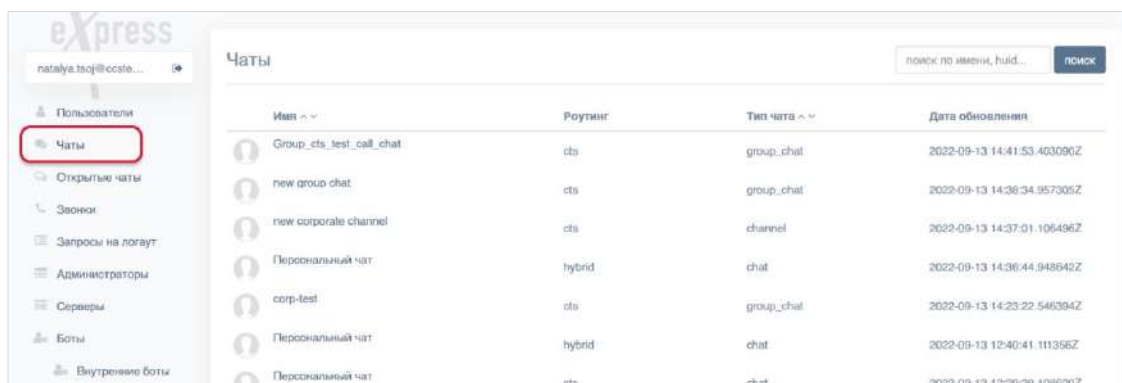 eXpress
natalya.tsoj@ccste...
Пользователи
Чаты
Открытые чаты
Звонки
Запросы на логаут
Администраторы
Серверы
Боты
Внутренние боты
Чаты
поиск по имени, huid...
ПОИСК
Имя Роутинг Тип чата Дата обновления
Group_cts_test_call_chat cts group_chat 2022-09-13 14:41:53.403090Z
new group chat cts group_chat 2022-09-13 14:38:34.957305Z
new corporate channel cts channel 2022-09-13 14:37:01.106496Z
Персональный чат hybrid chat 2022-09-13 14:36:44.948642Z
corp-test cts group_chat 2022-09-13 14:23:22.546394Z
Персональный чат hybrid chat 2022-09-13 12:40:41.111356Z
Персональный чат cts chat